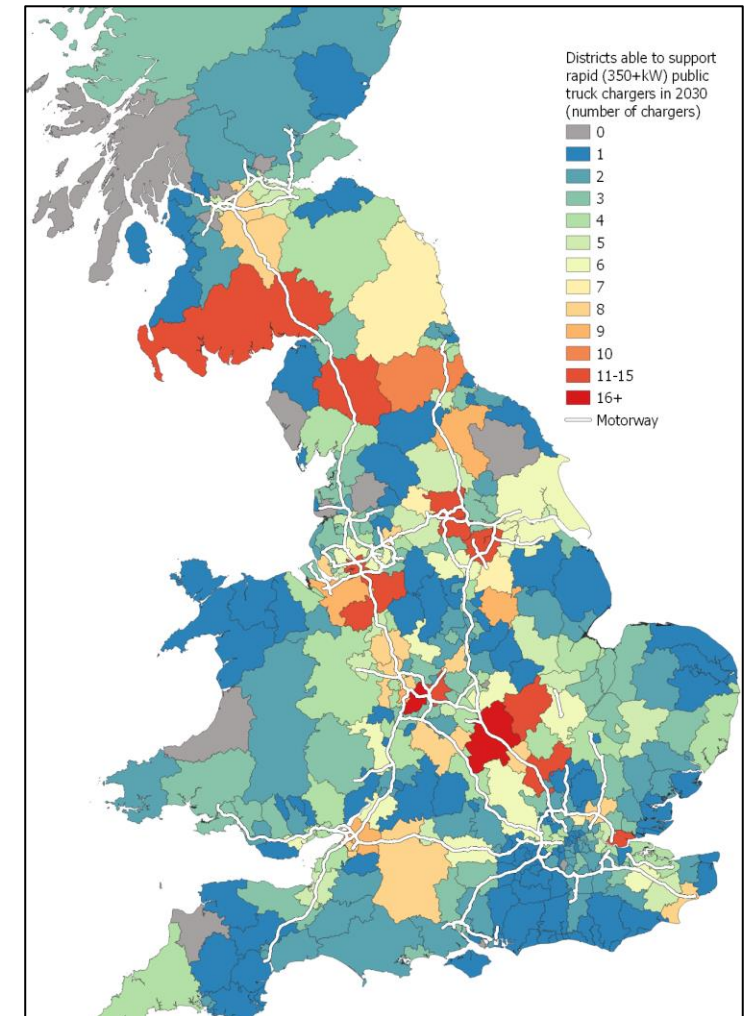 Districts able to support
rapid (350+kW) public
truck chargers in 2030
(number of chargers)
0
1
2
3
4
5
6
7
8
9
10
11-15
16+
Motorway